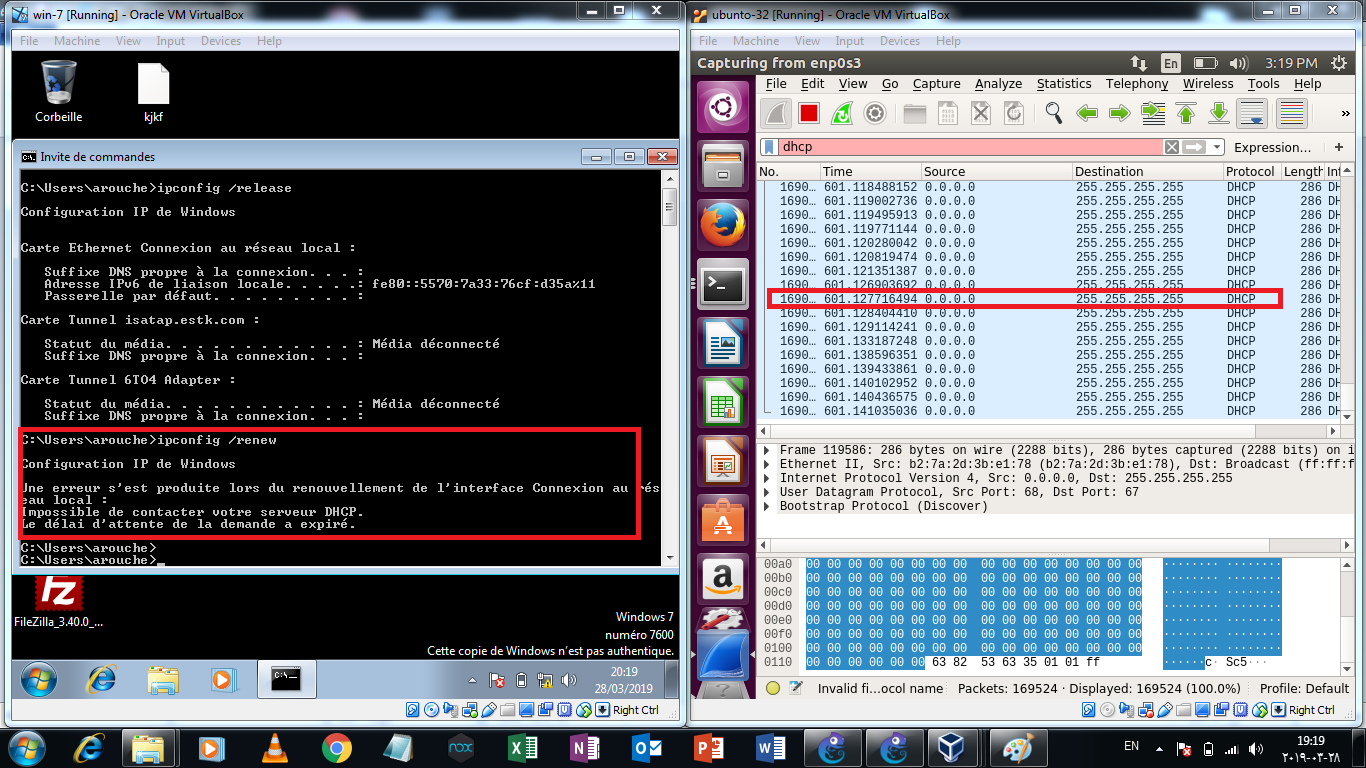 win-7 [Running] - Oracle VM VirtualBox
File Machine View Input Devices Help
Corbeille
kjkf
Invite de commandes
C:\Users\arouche>ipconfig /release
Configuration IP de Windows
Carte Ethernet Connexion au réseau local :
Suffixe DNS propre à la connexion. . . :
Adresse IPv6 de liaison locale. . . . .: fe80::5570:7a33:76cf:d35a%11
Passerelle par défaut. . . . . . . . . :
Carte Tunnel isatap.estk.com :
Statut du média. . . . . . . . . . . . : Média déconnecté
Suffixe DNS propre à la connexion. . . :
Carte Tunnel 6TO4 Adapter :
Statut du média. . . . . . . . . . . . : Média déconnecté
Suffixe DNS propre à la connexion. . . :
C:\Users\arouche>ipconfig /renew
Configuration IP de Windows
Une erreur s'est produite lors du renouvellement de l'interface Connexion au rés
eau local :
Impossible de contacter votre serveur DHCP.
Le délai d'attente de la demande a expiré.
C:\Users\arouche>
C:\Users\arouche>_
FileZilla_3.40.0_...
Windows 7
numéro 7600
Cette copie de Windows n'est pas authentique.
20:19
28/03/2019
Right Ctrl
ubunto-32 [Running] - Oracle VM VirtualBox
File Machine View Input Devices Help
Capturing from enp0s3
En
3:19 PM
File Edit View Go Capture Analyze Statistics Telephony Wireless Tools Help
dhcp
Expression... +
No. Time Source Destination Protocol Length Inf
1690… 601.118488152 0.0.0.0 255.255.255.255 DHCP 286 DH
1690… 601.119002736 0.0.0.0 255.255.255.255 DHCP 286 DH
1690… 601.119495913 0.0.0.0 255.255.255.255 DHCP 286 DH
1690… 601.119771144 0.0.0.0 255.255.255.255 DHCP 286 DH
1690… 601.120280042 0.0.0.0 255.255.255.255 DHCP 286 DH
1690… 601.120819474 0.0.0.0 255.255.255.255 DHCP 286 DH
1690… 601.121351387 0.0.0.0 255.255.255.255 DHCP 286 DH
1690… 601.126903692 0.0.0.0 255.255.255.255 DHCP 286 DH
1690… 601.127716494 0.0.0.0 255.255.255.255 DHCP 286 DH
1690… 601.128404410 0.0.0.0 255.255.255.255 DHCP 286 DH
1690… 601.129114241 0.0.0.0 255.255.255.255 DHCP 286 DH
1690… 601.133187248 0.0.0.0 255.255.255.255 DHCP 286 DH
1690… 601.138596351 0.0.0.0 255.255.255.255 DHCP 286 DH
1690… 601.139433861 0.0.0.0 255.255.255.255 DHCP 286 DH
1690… 601.140102952 0.0.0.0 255.255.255.255 DHCP 286 DH
1690… 601.140436575 0.0.0.0 255.255.255.255 DHCP 286 DH
1690… 601.141035036 0.0.0.0 255.255.255.255 DHCP 286 DH
Frame 119586: 286 bytes on wire (2288 bits), 286 bytes captured (2288 bits) on i
Ethernet II, Src: b2:7a:2d:3b:e1:78 (b2:7a:2d:3b:e1:78), Dst: Broadcast (ff:ff:f
Internet Protocol Version 4, Src: 0.0.0.0, Dst: 255.255.255.255
User Datagram Protocol, Src Port: 68, Dst Port: 67
Bootstrap Protocol (Discover)
00a0 00 00 00 00 00 00 00 00 00 00 00 00 00 00 00 00 ........ ........
00b0 00 00 00 00 00 00 00 00 00 00 00 00 00 00 00 00 ........ ........
00c0 00 00 00 00 00 00 00 00 00 00 00 00 00 00 00 00 ........ ........
00d0 00 00 00 00 00 00 00 00 00 00 00 00 00 00 00 00 ........ ........
00e0 00 00 00 00 00 00 00 00 00 00 00 00 00 00 00 00 ........ ........
00f0 00 00 00 00 00 00 00 00 00 00 00 00 00 00 00 00 ........ ........
0100 00 00 00 00 00 00 00 00 00 00 00 00 00 00 00 00 ........ ........
0110 00 00 00 00 00 00 63 82 53 63 35 01 01 ff ······c· Sc5···
Invalid fi…ocol name
Packets: 169524 · Displayed: 169524 (100.0%)
Profile: Default
Right Ctrl
nox
EN
19:19
٢٠١٩-٠٣-٢٨